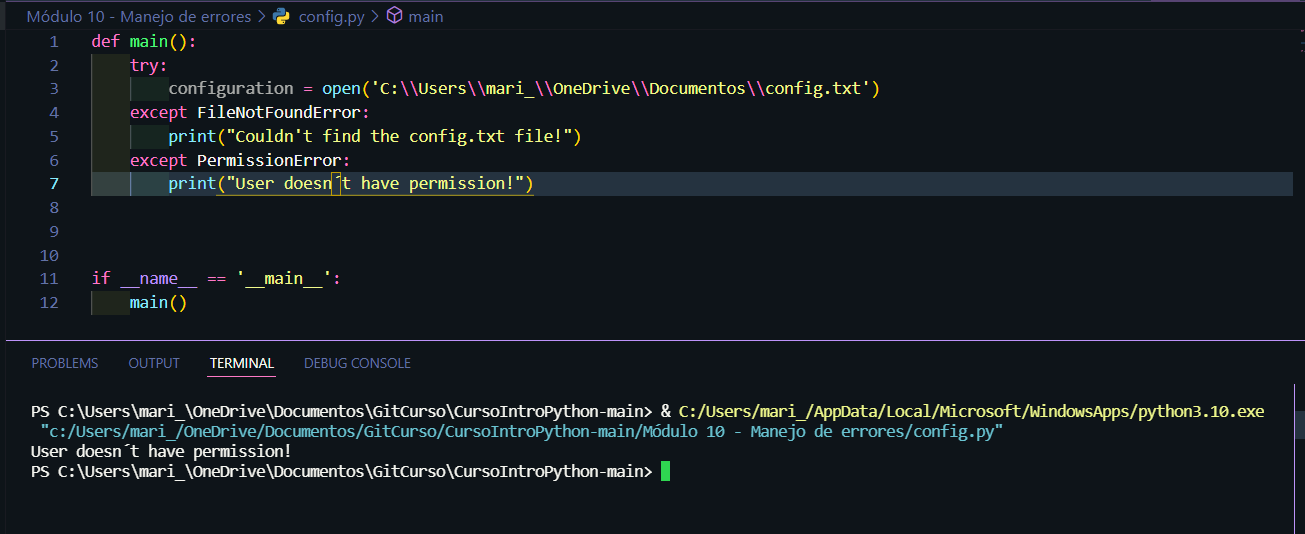 Módulo 10 - Manejo de errores > config.py > main
1 def main():
2 try:
3 configuration = open('C:\\Users\\mari_\\OneDrive\\Documentos\\config.txt')
4 except FileNotFoundError:
5 print("Couldn't find the config.txt file!")
6 except PermissionError:
7 print("User doesn´t have permission!")
8
9
10
11 if __name__ == '__main__':
12 main()
PROBLEMS OUTPUT TERMINAL DEBUG CONSOLE
PS C:\Users\mari_\OneDrive\Documentos\GitCurso\CursoIntroPython-main> & C:/Users/mari_/AppData/Local/Microsoft/WindowsApps/python3.10.exe
"c:/Users/mari_/OneDrive/Documentos/GitCurso/CursoIntroPython-main/Módulo 10 - Manejo de errores/config.py"
User doesn´t have permission!
PS C:\Users\mari_\OneDrive\Documentos\GitCurso\CursoIntroPython-main>